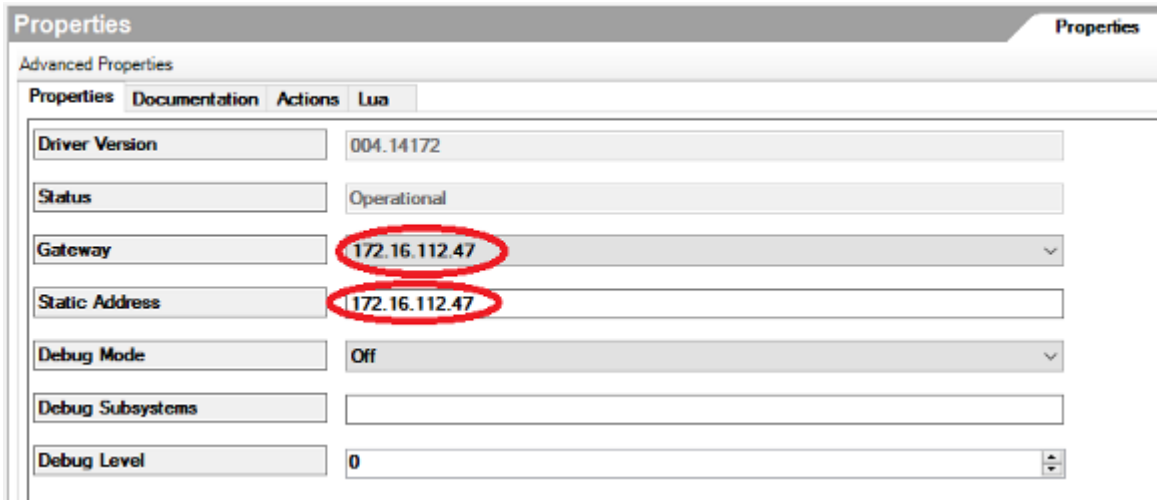 Properties
Properties
Advanced Properties
Properties Documentation Actions Lua
Driver Version 004.14172
Status Operational
Gateway 172.16.112.47
Static Address 172.16.112.47
Debug Mode Off
Debug Subsystems
Debug Level 0